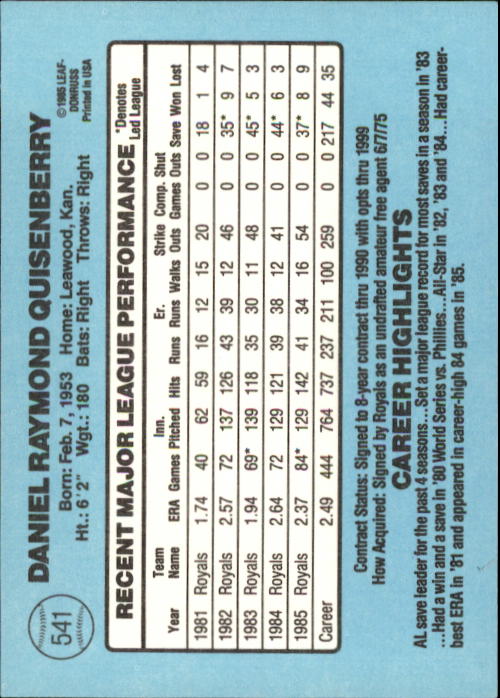 541
DANIEL RAYMOND QUISENBERRY
©1985 LEAF-
DONRUSS
Printed in USA
Born: Feb. 7, 1953 Home: Leawood, Kan.
Ht.: 6'2" Wgt.: 180 Bats: Right Throws: Right
RECENT MAJOR LEAGUE PERFORMANCE
*Denotes
Led League
Team Inn. Er. Strike Comp. Shut
Year Name ERA Games Pitched Hits Runs Runs Walks Outs Games Outs Save Won Lost
1981 Royals 1.74 40 62 59 16 12 15 20 0 0 18 1 4
1982 Royals 2.57 72 137 126 43 39 12 46 0 0 35* 9 7
1983 Royals 1.94 69* 139 118 35 30 11 48 0 0 45* 5 3
1984 Royals 2.64 72 129 121 39 38 12 41 0 0 44* 6 3
1985 Royals 2.37 84* 129 142 41 34 16 54 0 0 37* 8 9
Career 2.49 444 764 737 237 211 100 259 0 0 217 44 35
Contract Status: Signed to 8-year contract thru 1990 with opts thru 1999
How Acquired: Signed by Royals as an undrafted amateur free agent 6/7/75
CAREER HIGHLIGHTS
AL save leader for the past 4 seasons...Set a major league record for most saves in a season in '83
...Had a win and a save in '80 World Series vs. Phillies...All-Star in '82, '83 and '84...Had career-
best ERA in '81 and appeared in career-high 84 games in '85.